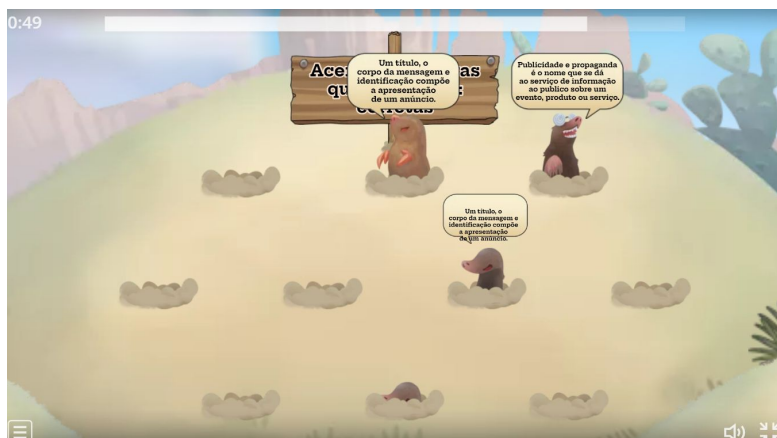 0:49
Um título, o
corpo da mensagem e
identificação compõe
a apresentação
de um anúncio.
Publicidade e propaganda
é o nome que se dá
ao serviço de informação
ao publico sobre um
evento, produto ou serviço.
Um título, o
corpo da mensagem e
identificação compõe
a apresentação
de um anúncio.